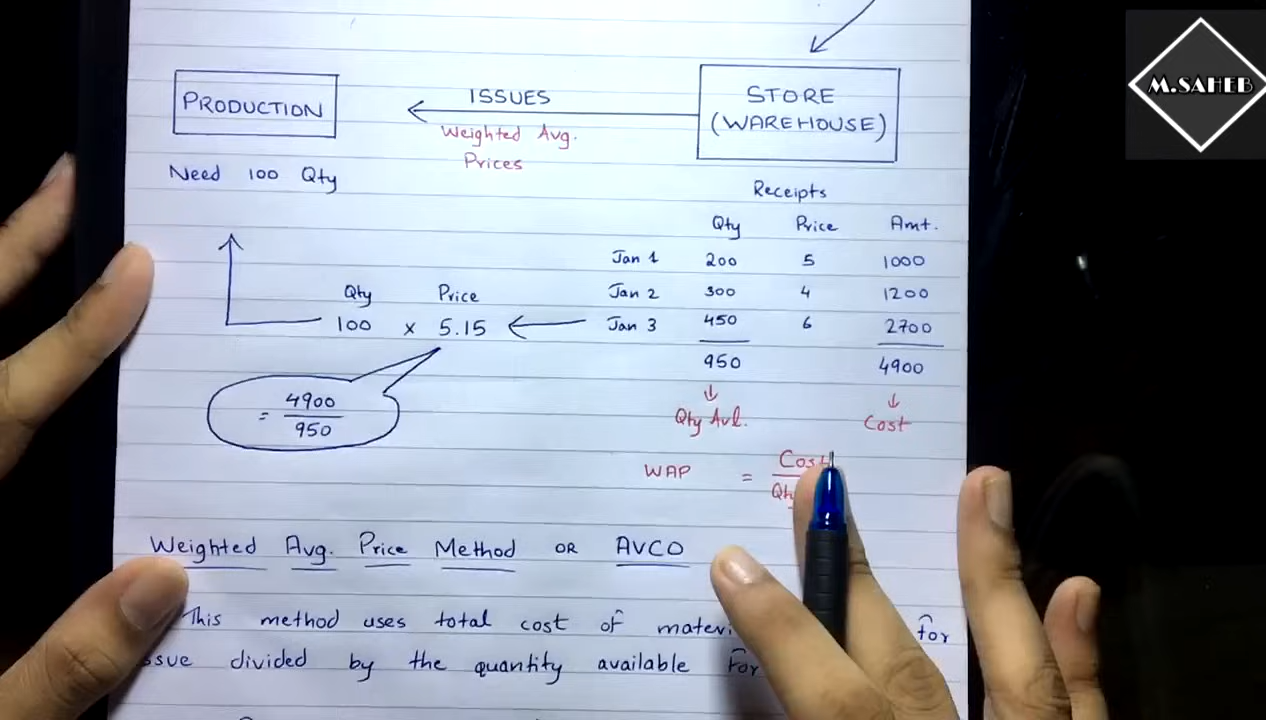 M.SAHEB
PRODUCTION
ISSUES
Weighted Avg.
Prices
STORE
(WAREHOUSE)
Need 100 Qty
Receipts
Qty Price Amt.
Jan 1 200 5 1000
Jan 2 300 4 1200
Jan 3 450 6 2700
950 4900
Qty Avl. Cost
Qty Price
100 x 5.15
= 4900
950
WAP = Cost
Weighted Avg. Price Method OR AVCO
This method uses total cost of for
divided by the quantity available for